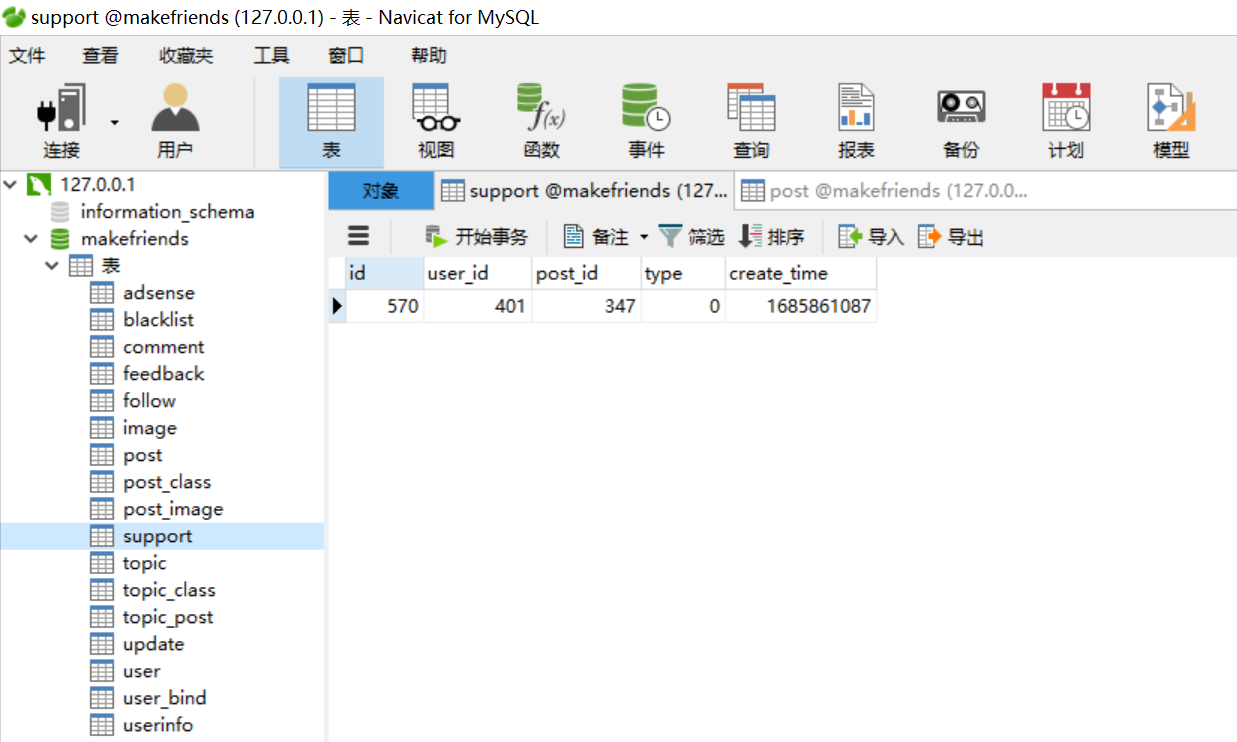 support @makefriends (127.0.0.1) - 表 - Navicat for MySQL
文件 查看 收藏夹 工具 窗口 帮助
连接 用户 表 视图 函数 事件 查询 报表 备份 计划 模型
127.0.0.1
information_schema
makefriends
表
adsense
blacklist
comment
feedback
follow
image
post
post_class
post_image
support
topic
topic_class
topic_post
update
user
user_bind
userinfo
对象 support @makefriends (127... post @makefriends (127.0.0...
开始事务 备注 筛选 排序 导入 导出
id user_id post_id type create_time
570 401 347 0 1685861087